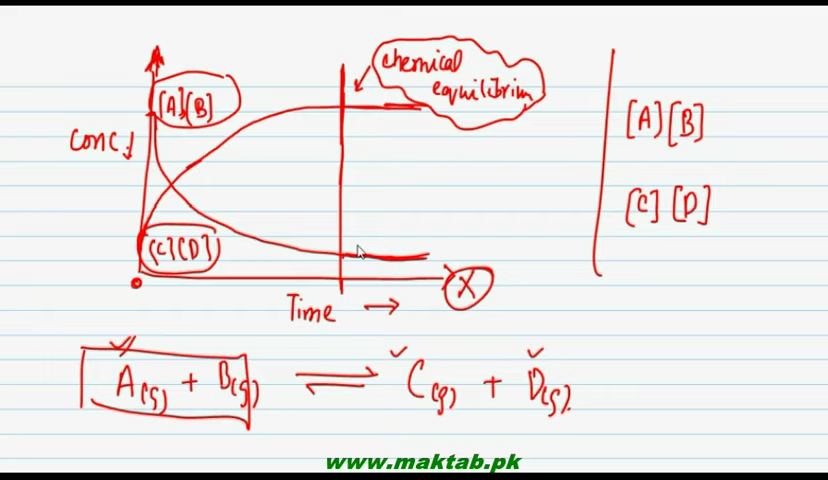 chemical
equilibrium
[A][B]
Conc. ↓
[C][D]
Time →
X
[A][B]
[C][D]
A(g) + B(g) ⇌ C(g) + D(g)
www.maktab.pk